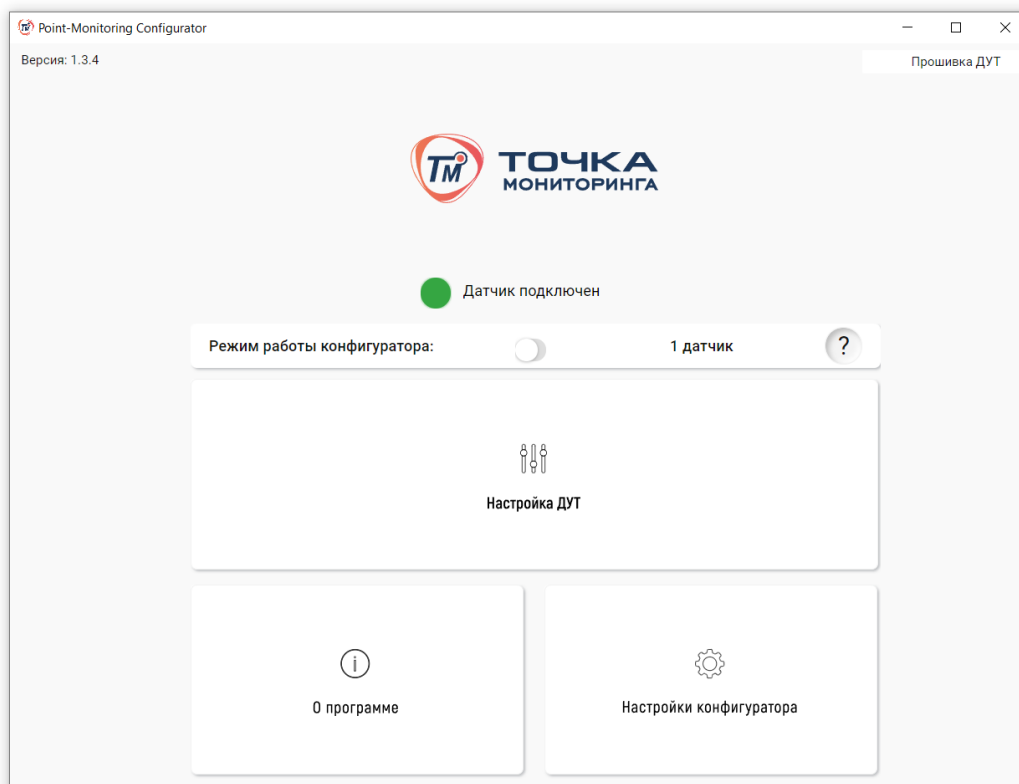 Point-Monitoring Configurator
Версия: 1.3.4
Прошивка ДУТ
ТМ
ТОЧКА
МОНИТОРИНГА
Датчик подключен
Режим работы конфигуратора:
1 датчик
?
Настройка ДУТ
О программе
Настройки конфигуратора